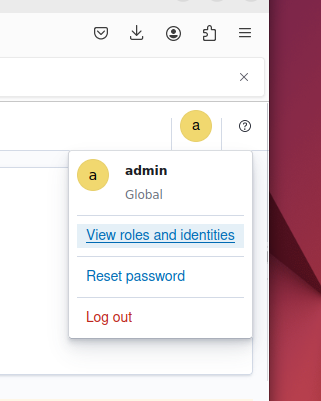 a
a
admin
Global
View roles and identities
Reset password
Log out